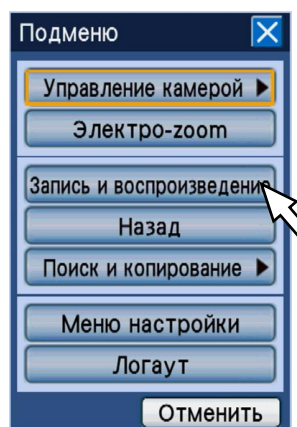 Подменю
Управление камерой
Электро-zoom
Запись и воспроизведение
Назад
Поиск и копирование
Меню настройки
Логаут
Отменить